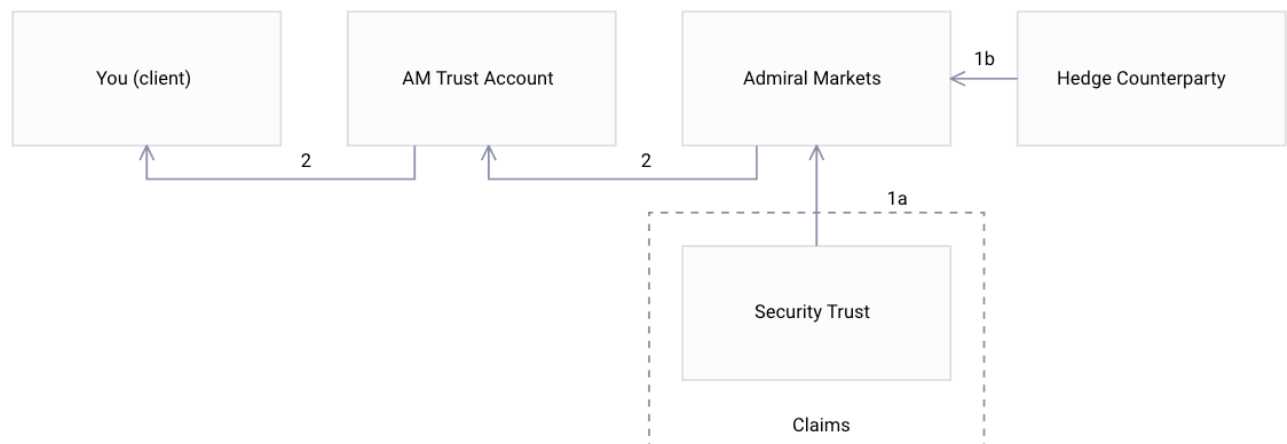 You (client)
AM Trust Account
Admiral Markets
1b
Hedge Counterparty
2
2
1a
Security Trust
Claims